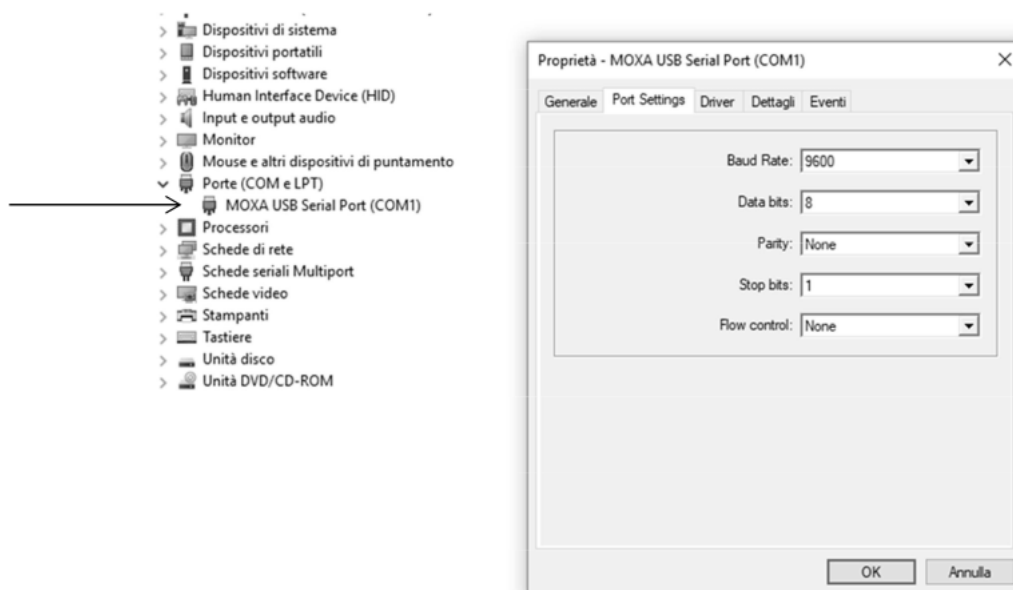 Dispositivi di sistema
Dispositivi portatili
Dispositivi software
Human Interface Device (HID)
Input e output audio
Monitor
Mouse e altri dispositivi di puntamento
Porte (COM e LPT)
MOXA USB Serial Port (COM1)
Processori
Schede di rete
Schede seriali Multiport
Schede video
Stampanti
Tastiere
Unità disco
Unità DVD/CD-ROM
Proprietà - MOXA USB Serial Port (COM1)
Generale Port Settings Driver Dettagli Eventi
Baud Rate: 9600
Data bits: 8
Parity: None
Stop bits: 1
Flow control: None
OK Annulla